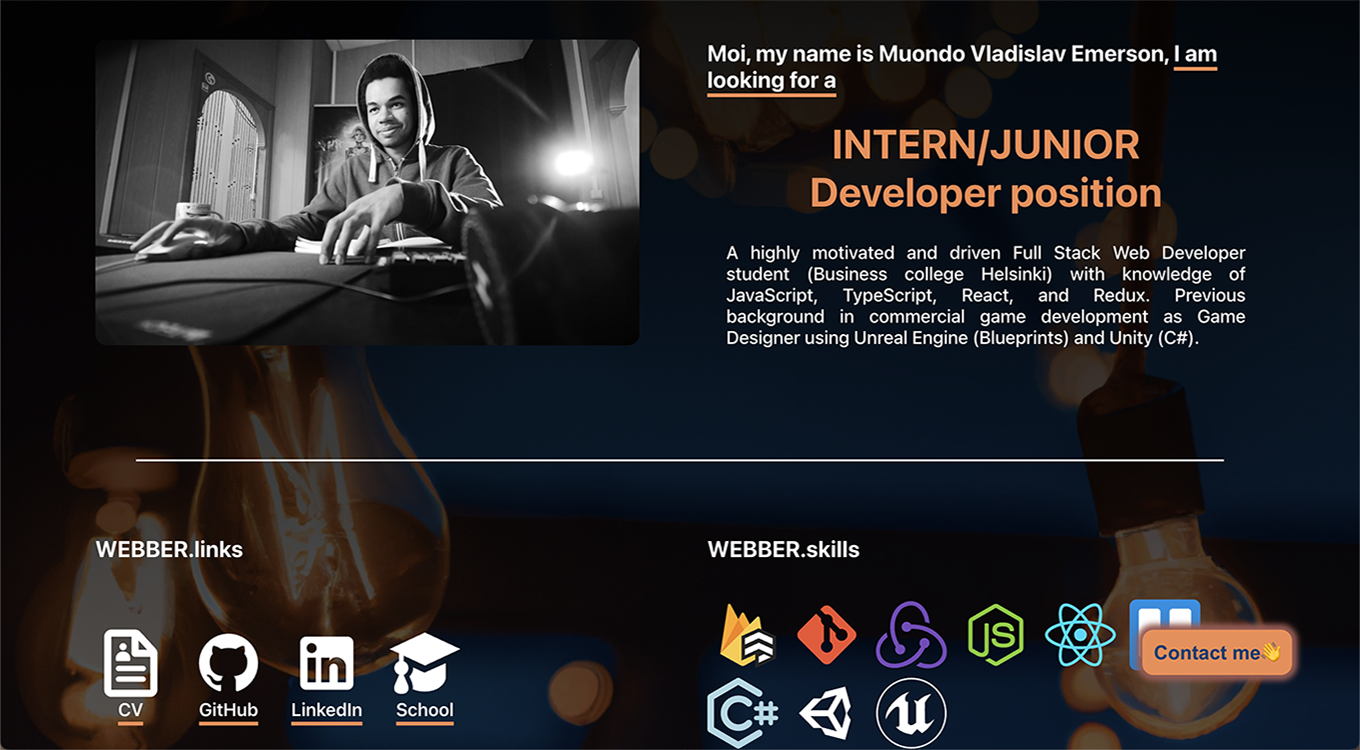 Moi, my name is Muondo Vladislav Emerson, I am
looking for a
INTERN/JUNIOR
Developer position
A highly motivated and driven Full Stack Web Developer
student (Business college Helsinki) with knowledge of
JavaScript, TypeScript, React, and Redux. Previous
background in commercial game development as Game
Designer using Unreal Engine (Blueprints) and Unity (C#).
WEBBER.links
WEBBER.skills
in
JS
Contact me👋
C#
CV
GitHub
LinkedIn
School